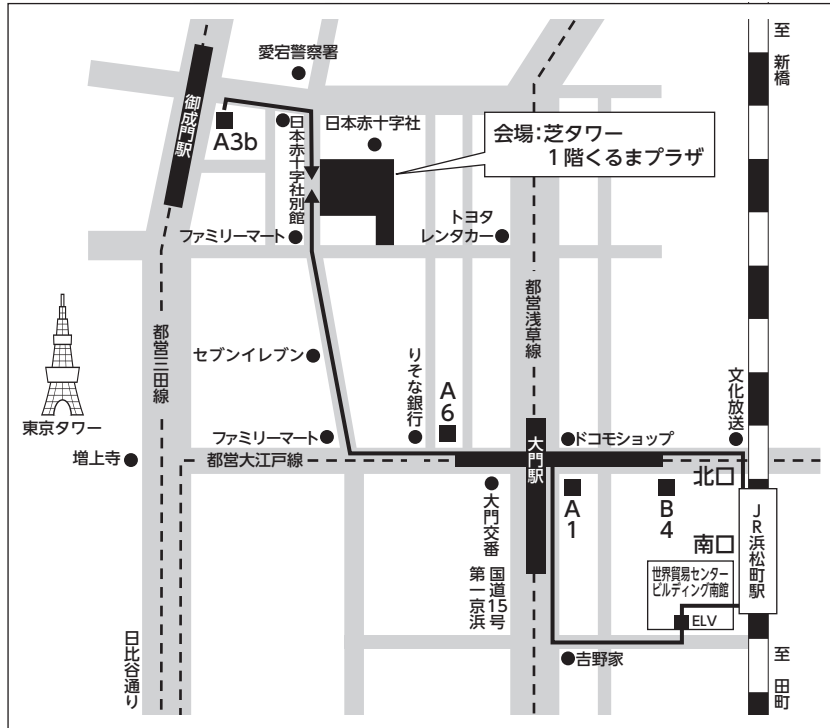 至 新橋
愛宕警察署
御成門駅
A3b
日本赤十字社別館
日本赤十字社
会場:芝タワー
1階くるまプラザ
ファミリーマート
トヨタ
レンタカー
都営三田線
都営浅草線
東京タワー
セブンイレブン
りそな銀行
A6
文化放送
増上寺
ファミリーマート
都営大江戸線
大門駅
ドコモショップ
大門交番
A1
B4
北口
南口
JR浜松町駅
国道15号
第一京浜
世界貿易センター
ビルディング南館
ELV
日比谷通り
吉野家
至 田町